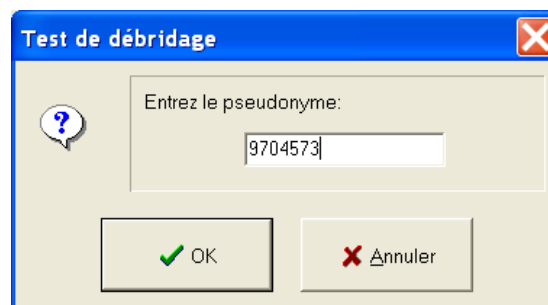 Test de débridage
Entrez le pseudonyme:
9704573
OK
Annuler